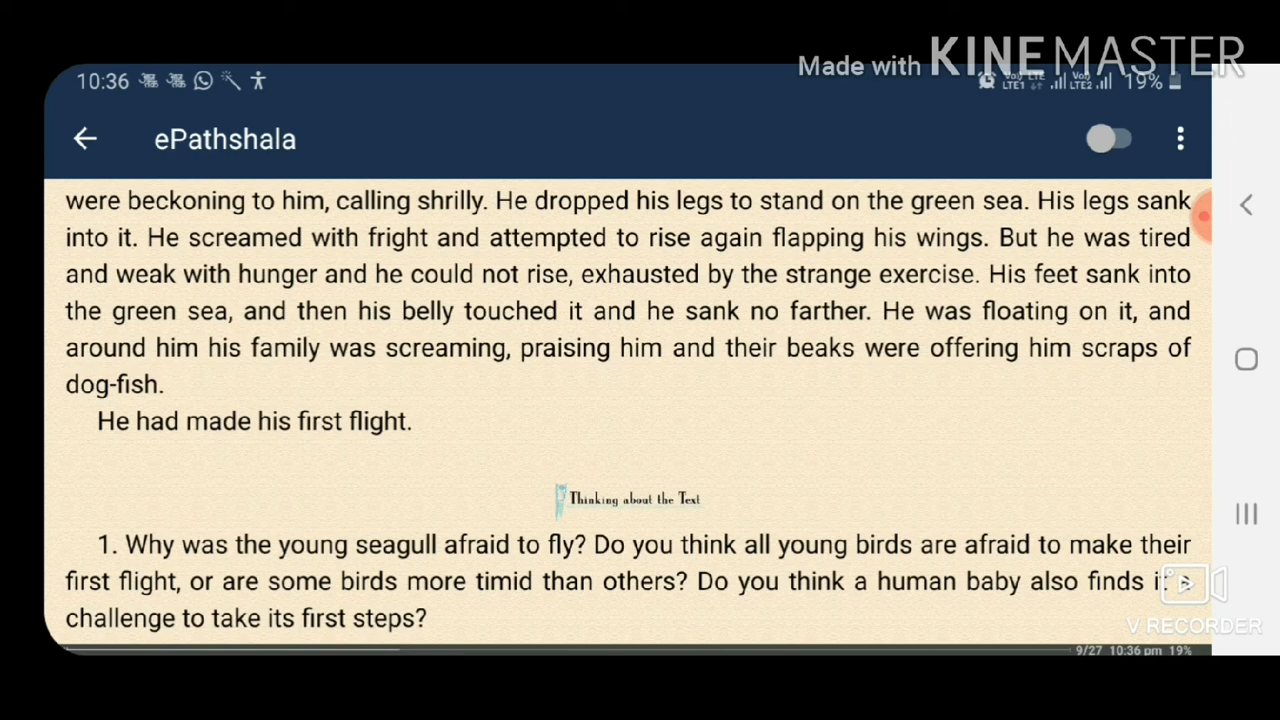 Made with KINEMASTER
10:36 Voo LTE LTE1 Voo LTE2 19%
ePathshala
were beckoning to him, calling shrilly. He dropped his legs to stand on the green sea. His legs sank
into it. He screamed with fright and attempted to rise again flapping his wings. But he was tired
and weak with hunger and he could not rise, exhausted by the strange exercise. His feet sank into
the green sea, and then his belly touched it and he sank no farther. He was floating on it, and
around him his family was screaming, praising him and their beaks were offering him scraps of
dog-fish.
He had made his first flight.
Thinking about the Text
1. Why was the young seagull afraid to fly? Do you think all young birds are afraid to make their
first flight, or are some birds more timid than others? Do you think a human baby also finds it a
challenge to take its first steps?
V RECORDER
9/27 10:36 pm 19%